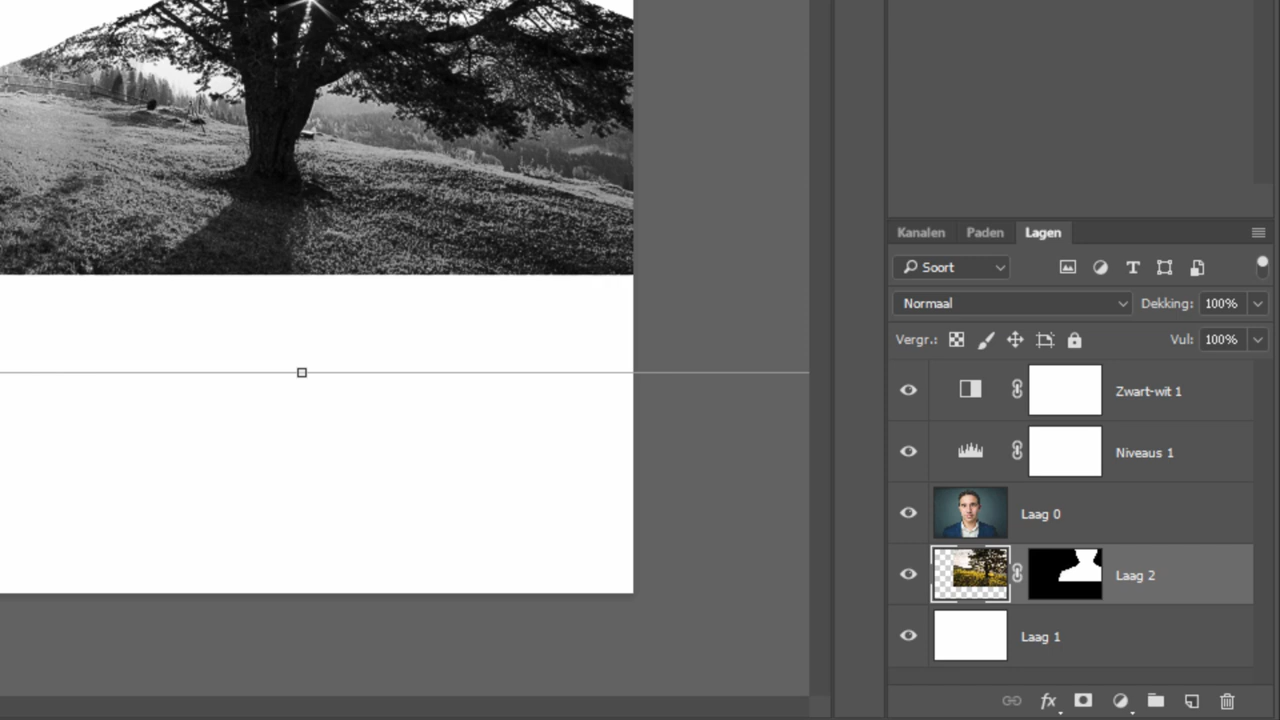 Kanalen Paden Lagen
Soort
Normaal Dekking: 100%
Vergr.: Vul: 100%
Zwart-wit 1
Niveaus 1
Laag 0
Laag 2
Laag 1
fx